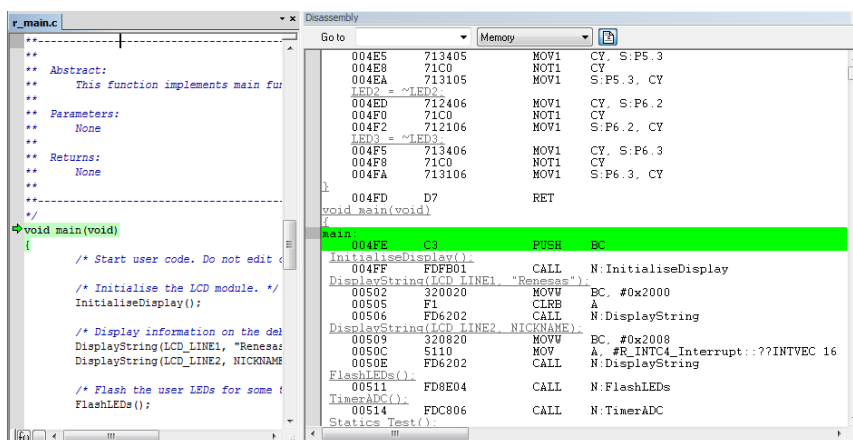 r_main.c
**
**
** Abstract:
** This function implements main fun
**
** Parameters:
** None
**
** Returns:
** None
**
**
*/
void main(void)
{
/* Start user code. Do not edit
/* Initialise the LCD module. */
InitialiseDisplay();
/* Display information on the deb
DisplayString(LCD_LINE1, "Renesas
DisplayString(LCD_LINE2, NICKNAME
/* Flash the user LEDs for some t
FlashLEDs();
Disassembly
Go to Memory
004E5 713405 MOV1 CY, S:P5.3
004E8 71C0 NOT1 CY
004EA 713105 MOV1 S:P5.3, CY
LED2 = ~LED2;
004ED 712406 MOV1 CY, S:P6.2
004F0 71C0 NOT1 CY
004F2 712106 MOV1 S:P6.2, CY
LED3 = ~LED3;
004F5 713406 MOV1 CY, S:P6.3
004F8 71C0 NOT1 CY
004FA 713106 MOV1 S:P6.3, CY
}
004FD D7 RET
void main(void)
{
main:
004FE C3 PUSH BC
InitialiseDisplay();
004FF FDFB01 CALL N:InitialiseDisplay
DisplayString(LCD_LINE1, "Renesas");
00502 320020 MOVW BC, #0x2000
00505 F1 CLRB A
00506 FD6202 CALL N:DisplayString
DisplayString(LCD_LINE2, NICKNAME);
00509 320820 MOVW BC, #0x2008
0050C 5110 MOV A, #R_INTC4_Interrupt::??INTVEC 16
0050E FD6202 CALL N:DisplayString
FlashLEDs();
00511 FD8E04 CALL N:FlashLEDs
TimerADC();
00514 FDC806 CALL N:TimerADC
Statics_Test();